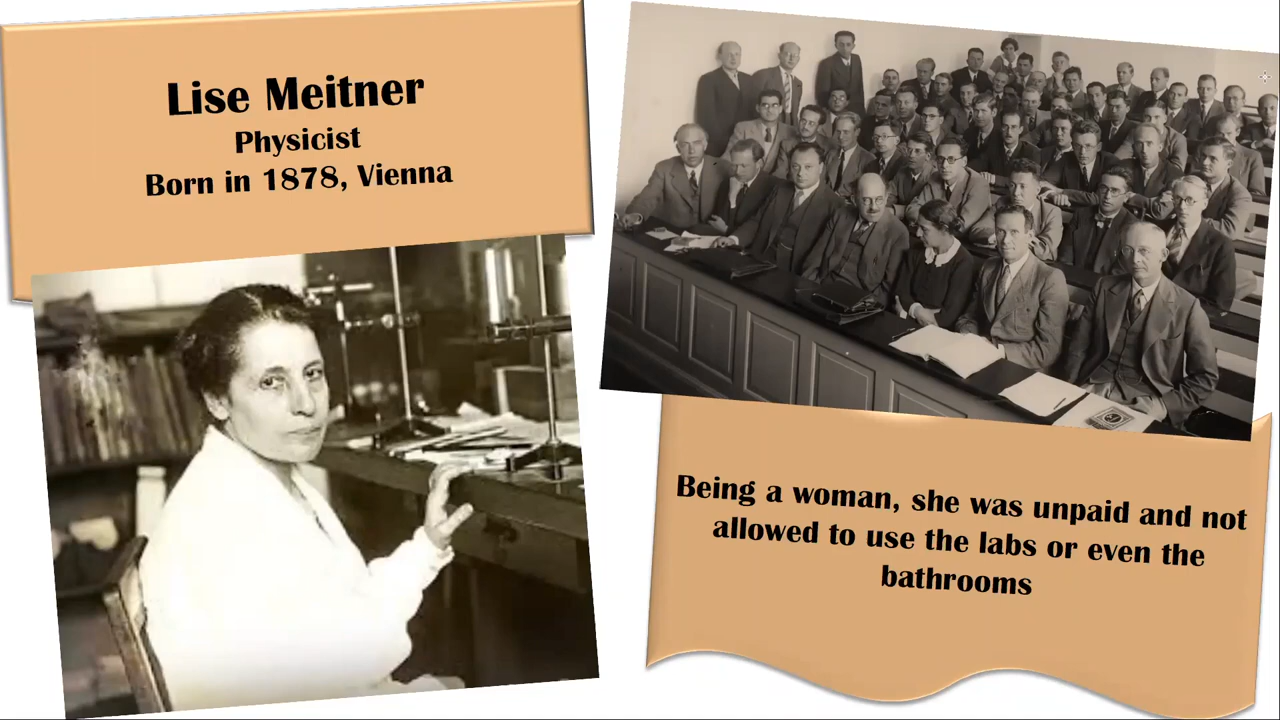 Lise Meitner
Physicist
Born in 1878, Vienna
Being a woman, she was unpaid and not
allowed to use the labs or even the
bathrooms